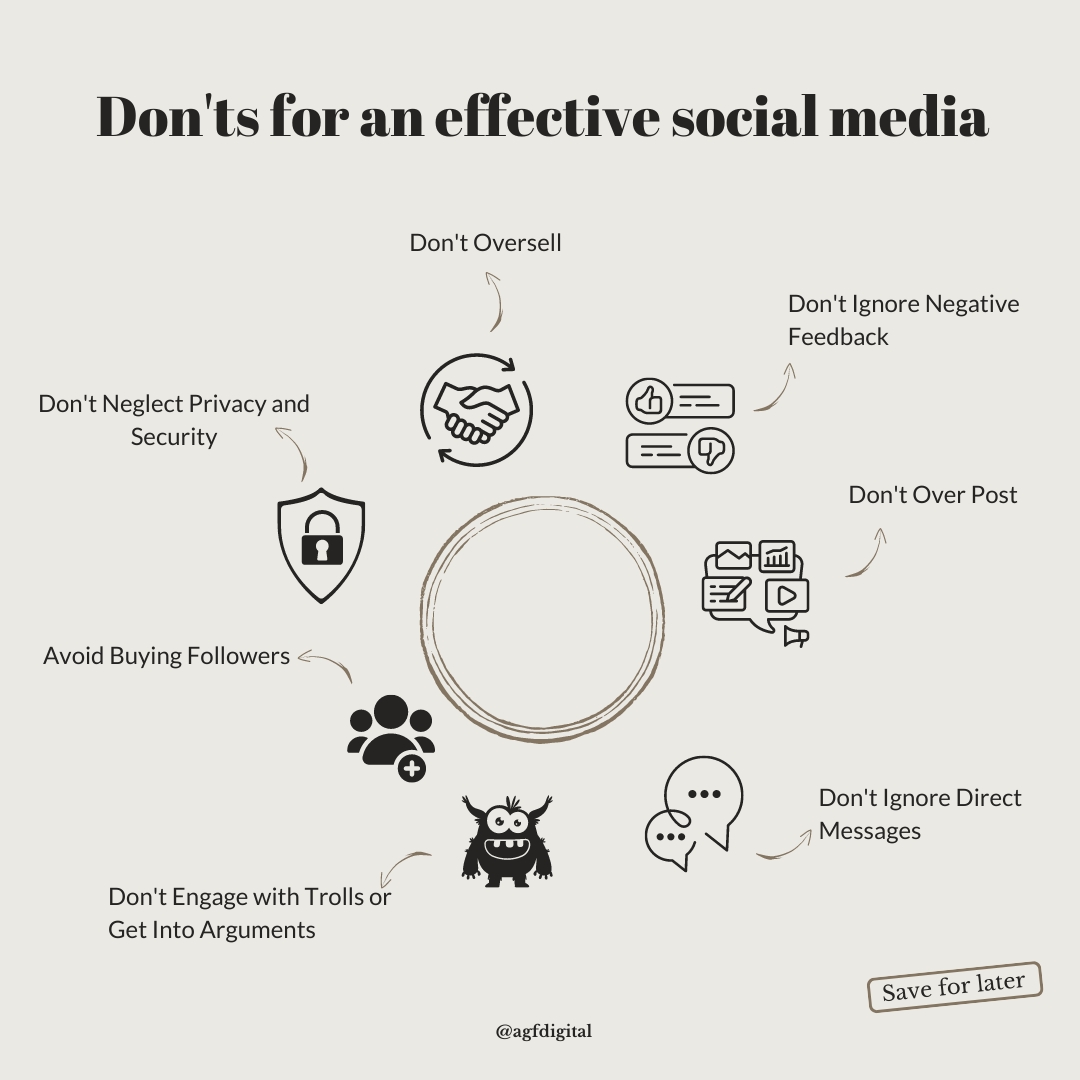 Don'ts for an effective social media
Don't Oversell
Don't Ignore Negative
Feedback
Don't Neglect Privacy and
Security
Don't Over Post
Avoid Buying Followers
Don't Ignore Direct
Messages
Don't Engage with Trolls or
Get Into Arguments
Save for later
@agfdigital